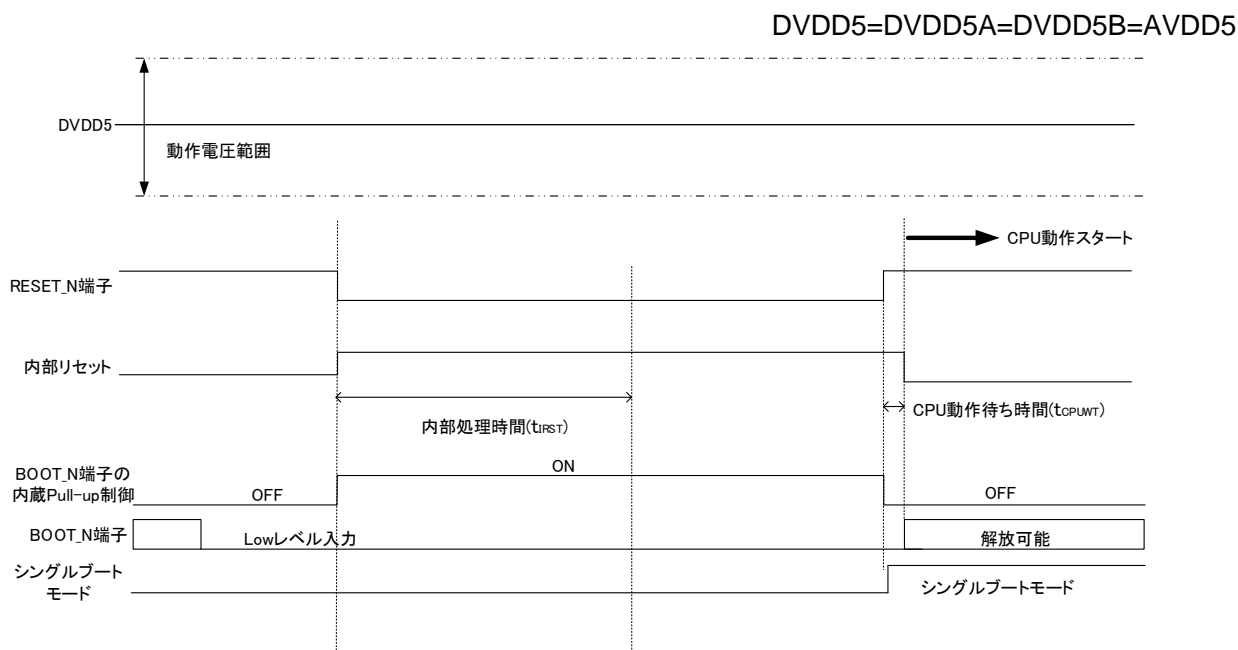 DVDD5=DVDD5A=DVDD5B=AVDD5
DVDD5
動作電圧範囲
CPU動作スタート
RESET_N端子
内部リセット
内部処理時間(tIRST)
CPU動作待ち時間(tCPUWT)
BOOT_N端子の
内蔵Pull-up制御
OFF
ON
OFF
BOOT_N端子
Lowレベル入力
解放可能
シングルブート
モード
シングルブートモード